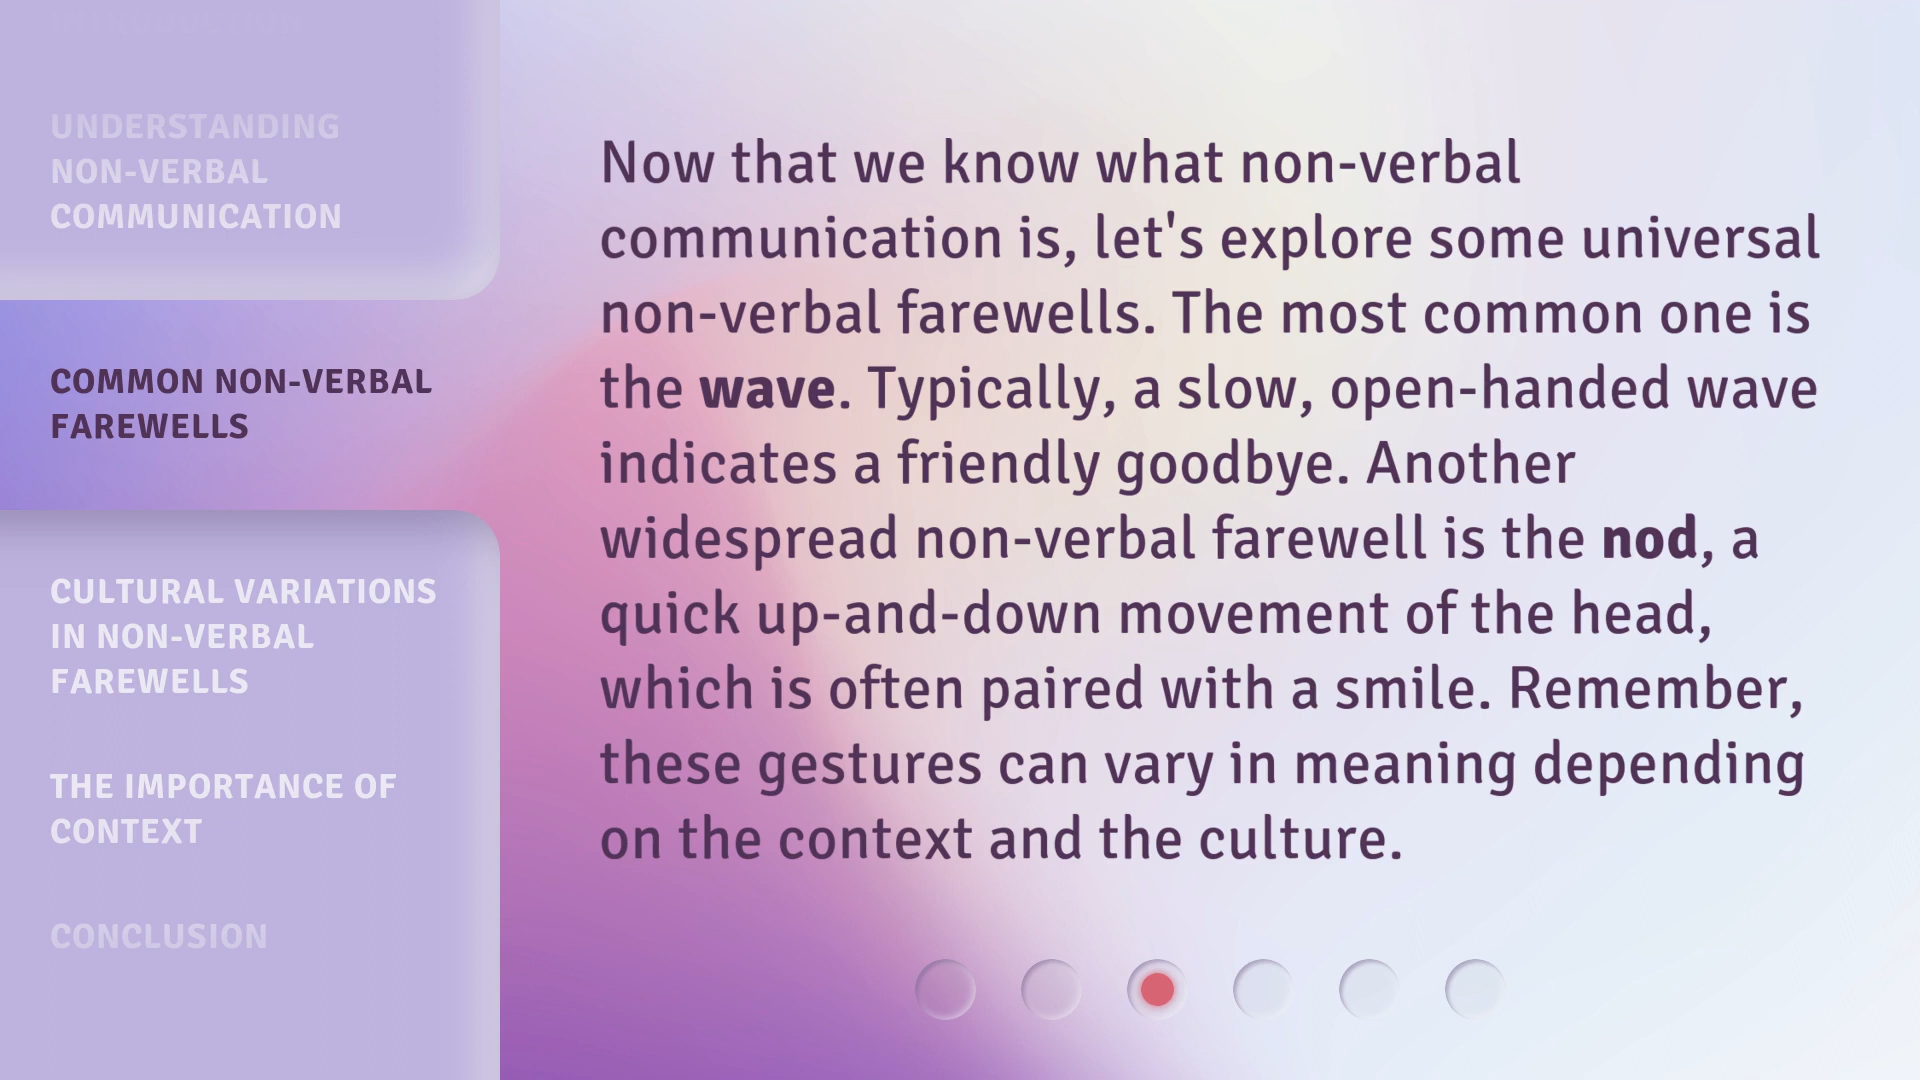 UNDERSTANDING
NON-VERBAL
COMMUNICATION
COMMON NON-VERBAL
FAREWELLS
CULTURAL VARIATIONS
IN NON-VERBAL
FAREWELLS
THE IMPORTANCE OF
CONTEXT
CONCLUSION
Now that we know what non-verbal
communication is, let's explore some universal
non-verbal farewells. The most common one is
the wave. Typically, a slow, open-handed wave
indicates a friendly goodbye. Another
widespread non-verbal farewell is the nod, a
quick up-and-down movement of the head,
which is often paired with a smile. Remember,
these gestures can vary in meaning depending
on the context and the culture.